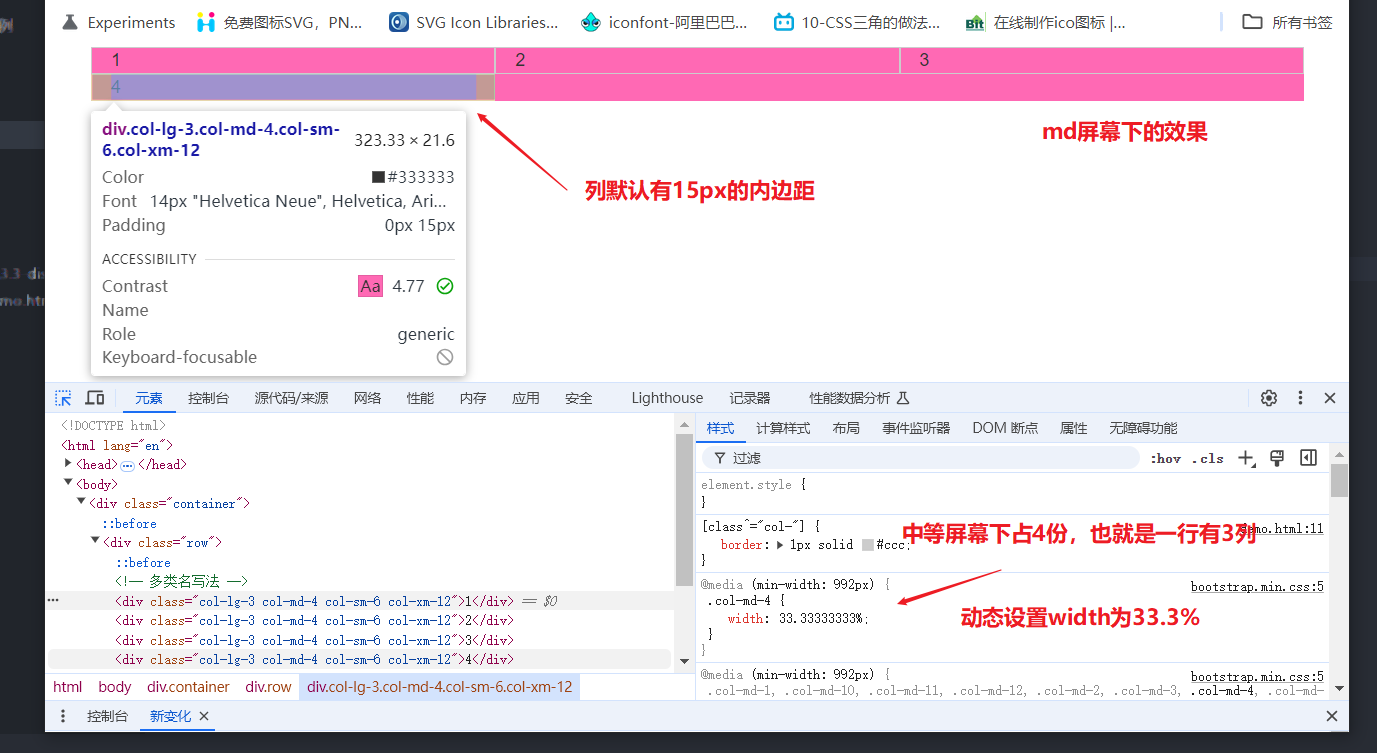 Experiments 免费图标SVG，PN... SVG Icon Libraries... iconfont-阿里巴巴... 10-CSS三角的做法... 在线制作ico图标 |... 所有书签
1 2 3
4
div.col-lg-3.col-md-4.col-sm-
6.col-xm-12 323.33 × 21.6
Color #333333
Font 14px "Helvetica Neue", Helvetica, Ari...
Padding 0px 15px
ACCESSIBILITY
Contrast Aa 4.77
Name
Role generic
Keyboard-focusable
md屏幕下的效果
列默认有15px的内边距
元素 控制台 源代码/来源 网络 性能 内存 应用 安全 Lighthouse 记录器 性能数据分析
<!DOCTYPE html>
<html lang="en">
<head> ⋯ </head>
<body>
<div class="container">
::before
<div class="row">
::before
<!-- 多类名写法 -->
<div class="col-lg-3 col-md-4 col-sm-6 col-xm-12">1</div> == $0
<div class="col-lg-3 col-md-4 col-sm-6 col-xm-12">2</div>
<div class="col-lg-3 col-md-4 col-sm-6 col-xm-12">3</div>
<div class="col-lg-3 col-md-4 col-sm-6 col-xm-12">4</div>
html body div.container div.row div.col-lg-3.col-md-4.col-sm-6.col-xm-12
样式 计算样式 布局 事件监听器 DOM 断点 属性 无障碍功能
过滤 :hov .cls
element.style {
}
[class^="col-"] { demo.html:11
border: 1px solid #ccc;
}
中等屏幕下占4份，也就是一行有3列
@media (min-width: 992px) { bootstrap.min.css:5
.col-md-4 {
width: 33.33333333%;
}
}
动态设置width为33.3%
@media (min-width: 992px) { bootstrap.min.css:5
.col-md-1, .col-md-10, .col-md-11, .col-md-12, .col-md-2, .col-md-3, .col-md-4, .col-md-
控制台 新变化